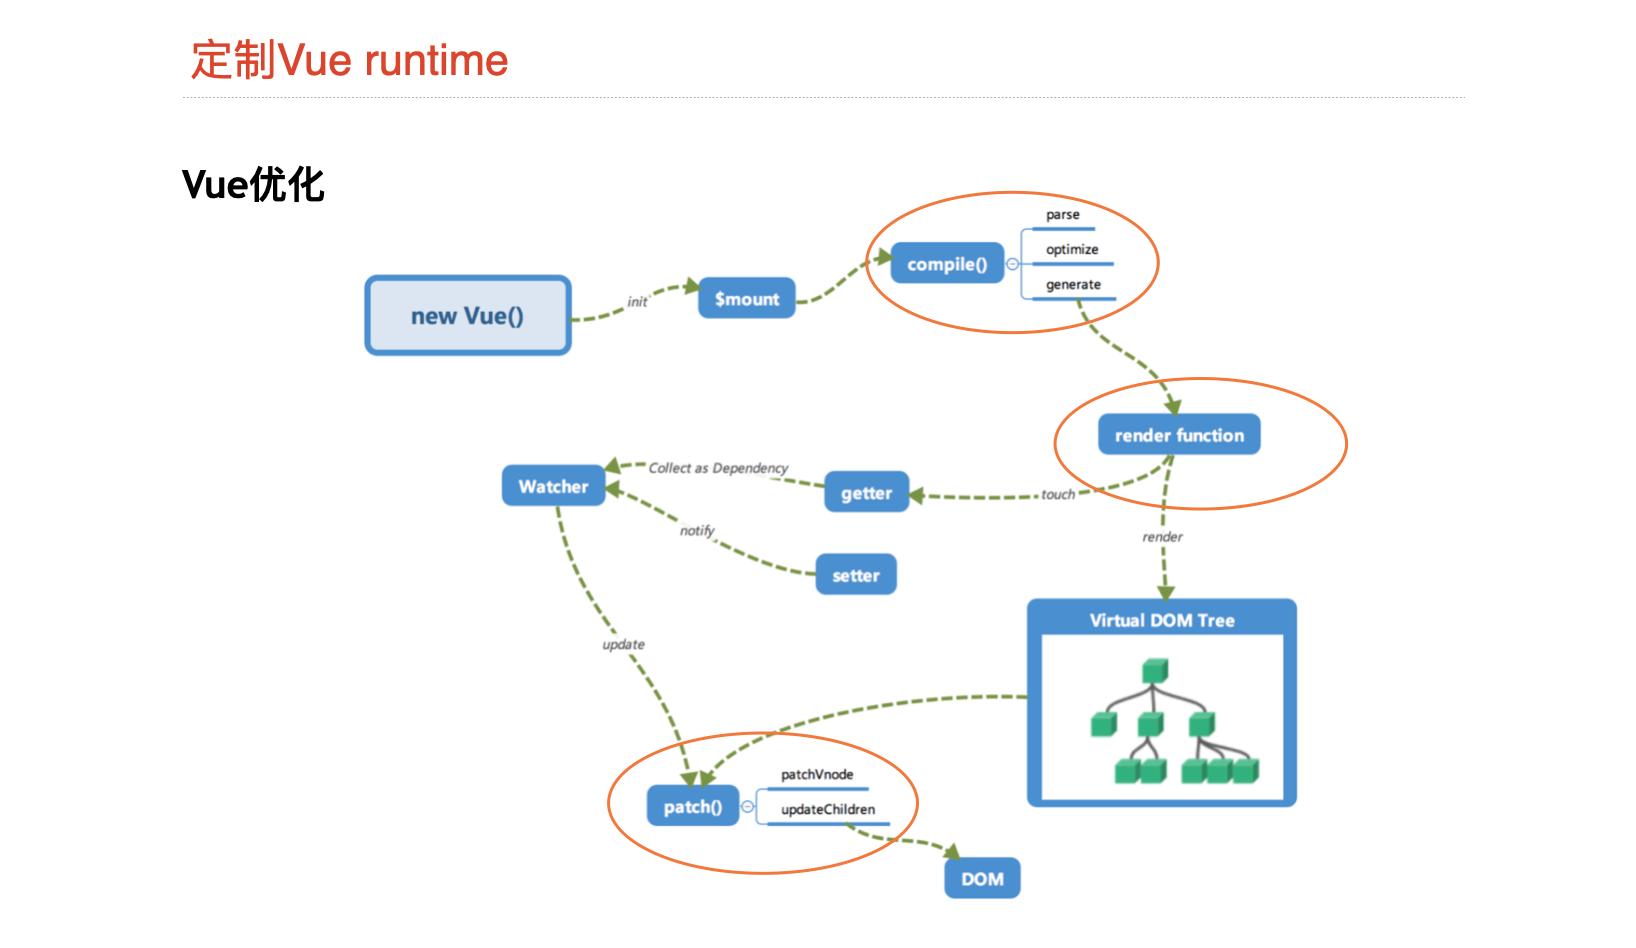 定制Vue runtime
Vue优化
parse
compile()
optimize
generate
new Vue()
init
$mount
render function
Watcher
Collect as Dependency
getter
touch
notify
render
setter
Virtual DOM Tree
update
patchVnode
patch()
updateChildren
DOM